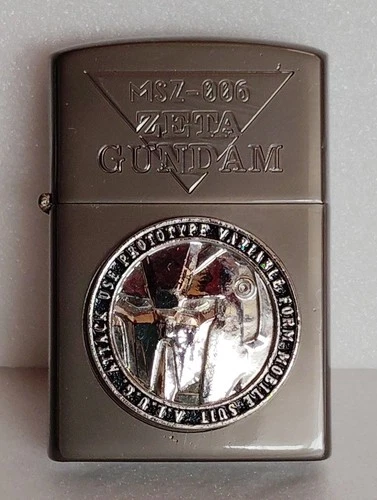 MSZ-006
ZETA
GUNDAM
A.E.U.G ATTACK USE PROTOTYPE VARIABLE FORM MOBILE SUIT